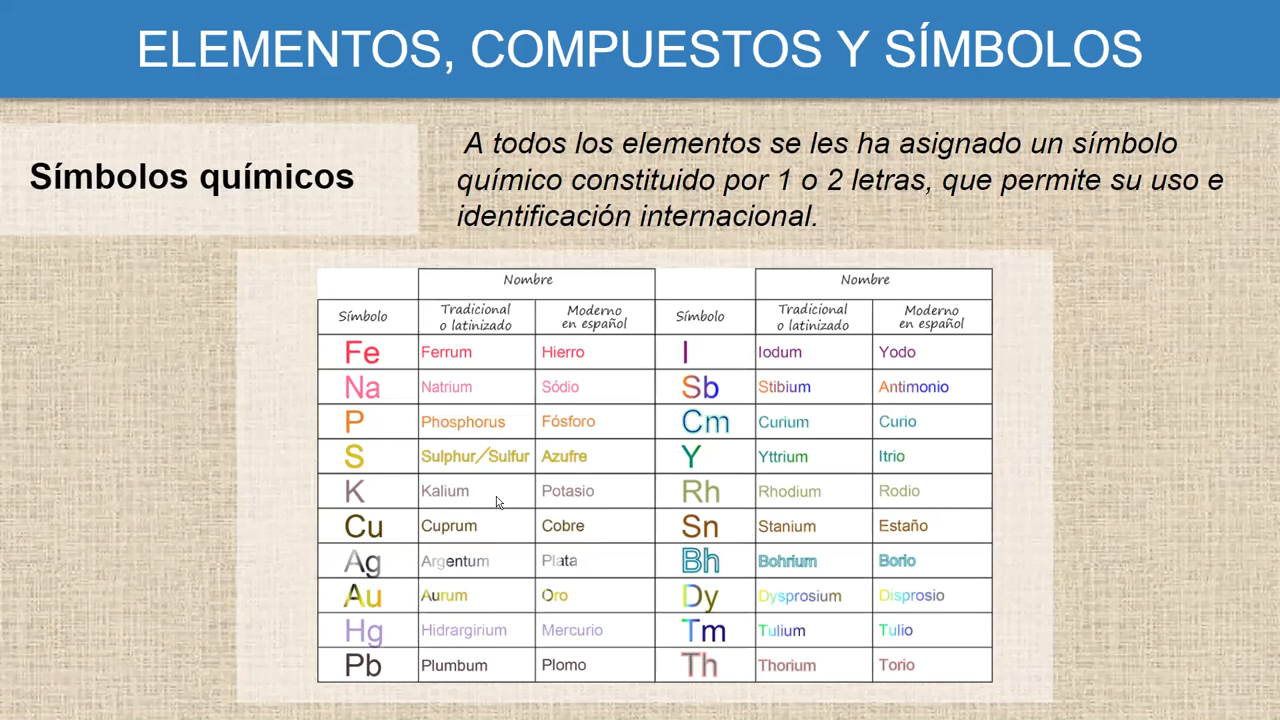 ELEMENTOS, COMPUESTOS Y SÍMBOLOS
Símbolos químicos
A todos los elementos se les ha asignado un símbolo
químico constituido por 1 o 2 letras, que permite su uso e
identificación internacional.
Nombre Nombre
Símbolo Tradicional o latinizado Moderno en español Símbolo Tradicional o latinizado Moderno en español
Fe Ferrum Hierro I Iodum Yodo
Na Natrium Sódio Sb Stibium Antimonio
P Phosphorus Fósforo Cm Curium Curio
S Sulphur/Sulfur Azufre Y Yttrium Itrio
K Kalium Potasio Rh Rhodium Rodio
Cu Cuprum Cobre Sn Stanium Estaño
Ag Argentum Plata Bh Bohrium Borio
Au Aurum Oro Dy Dysprosium Disprosio
Hg Hidrargirium Mercurio Tm Tulium Tulio
Pb Plumbum Plomo Th Thorium Torio